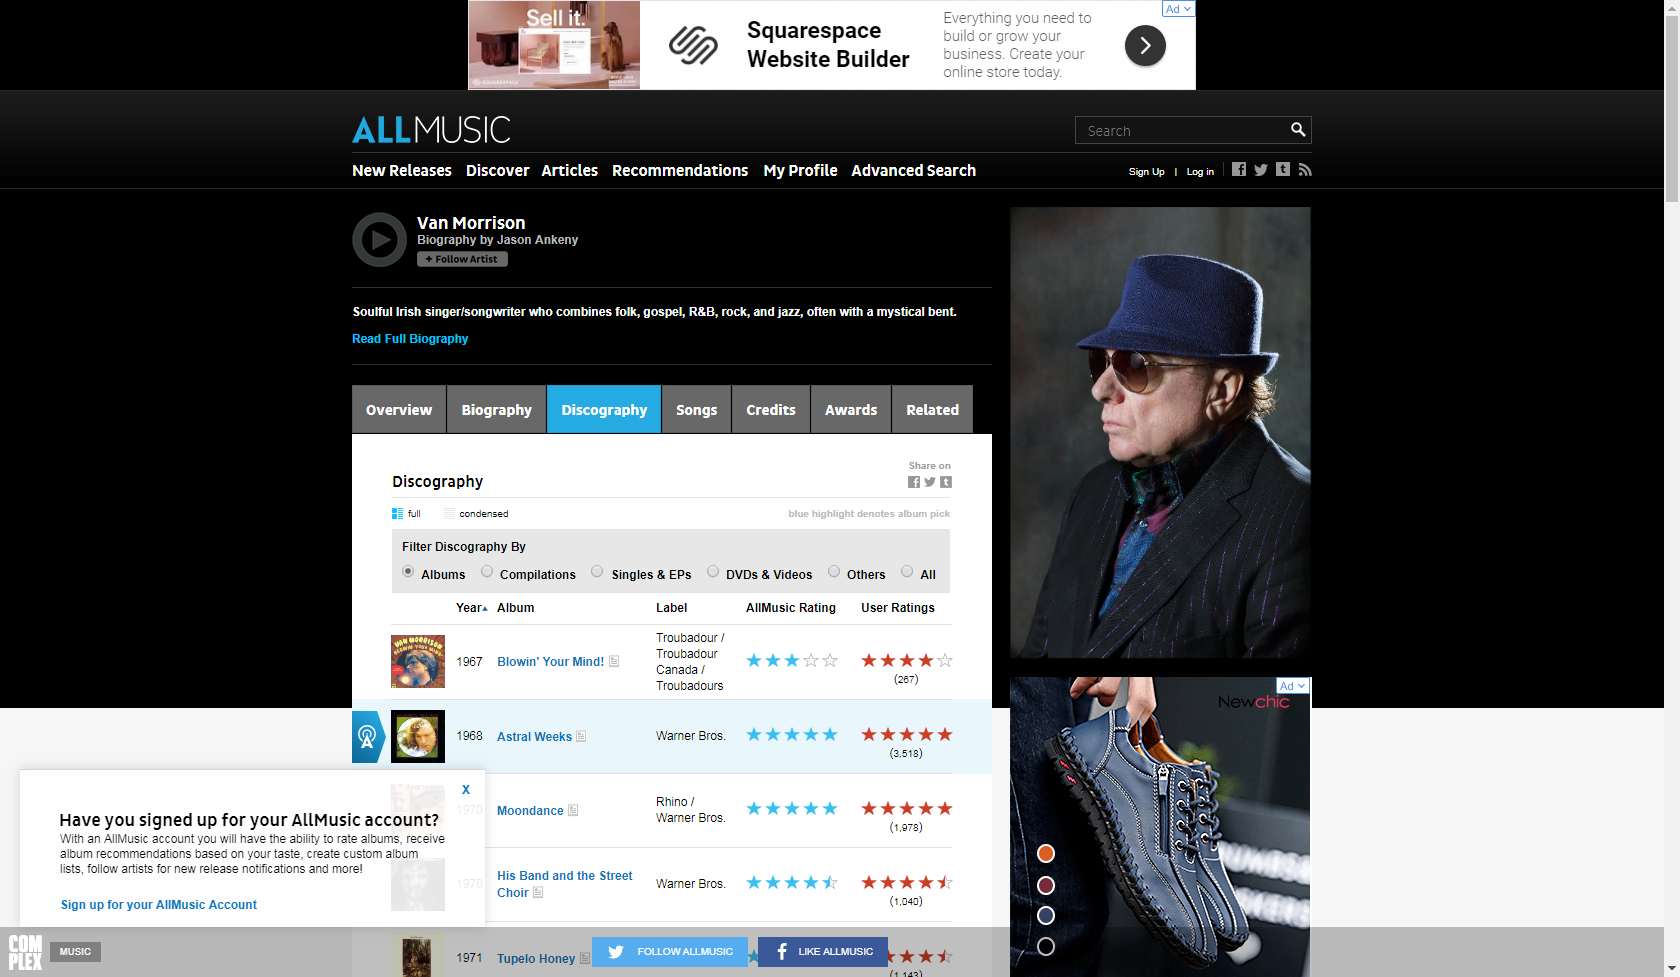 Sell it.
SQUARESPACE
Squarespace
Website Builder
Everything you need to
build or grow your
business. Create your
online store today.
Ad
ALLMUSIC
Search
New Releases Discover Articles Recommendations My Profile Advanced Search
Sign Up | Log in
Van Morrison
Biography by Jason Ankeny
+ Follow Artist
Soulful Irish singer/songwriter who combines folk, gospel, R&B, rock, and jazz, often with a mystical bent.
Read Full Biography
Overview Biography Discography Songs Credits Awards Related
Share on
Discography
full condensed blue highlight denotes album pick
Filter Discography By
Albums Compilations Singles & EPs DVDs & Videos Others All
Year Album Label AllMusic Rating User Ratings
VAN MORRISON
BLOWIN' YOUR MIND!
1967 Blowin' Your Mind!
Troubadour /
Troubadour
Canada /
Troubadours
(267)
1968 Astral Weeks Warner Bros.
(3,518)
1970 Moondance
Rhino /
Warner Bros.
(1,978)
1970 His Band and the Street
Choir
Warner Bros.
(1,040)
1971 Tupelo Honey
(1,143)
X
Have you signed up for your AllMusic account?
With an AllMusic account you will have the ability to rate albums, receive
album recommendations based on your taste, create custom album
lists, follow artists for new release notifications and more!
Sign up for your AllMusic Account
COMPLEX
MUSIC
FOLLOW ALLMUSIC
LIKE ALLMUSIC
Ad
Newchic